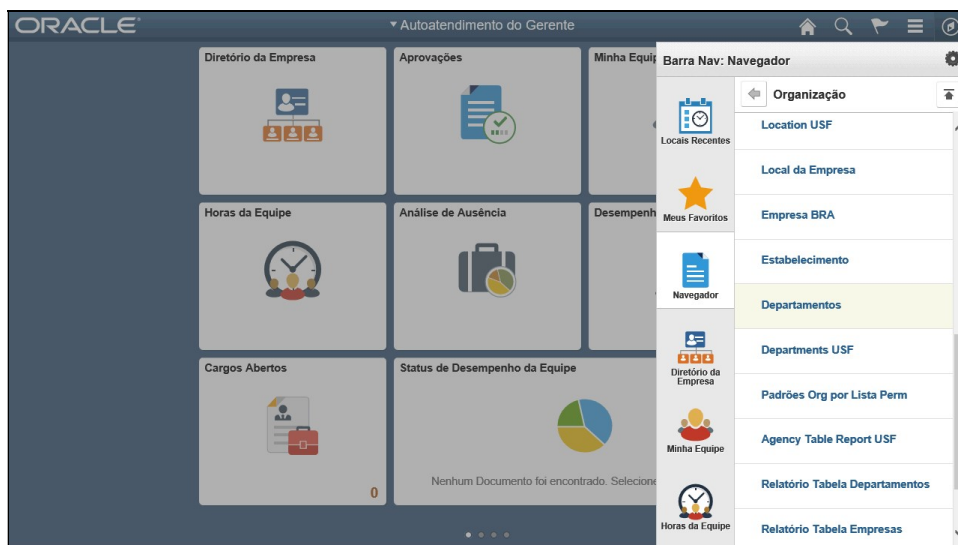 ORACLE
Autoatendimento do Gerente
Diretório da Empresa
Aprovações
Minha Equip
Horas da Equipe
Análise de Ausência
Desempenh
Cargos Abertos
0
Status de Desempenho da Equipe
Nenhum Documento foi encontrado. Selecione
Barra Nav: Navegador
Locais Recentes
Meus Favoritos
Navegador
Diretório da
Empresa
Minha Equipe
Horas da Equipe
Organização
Location USF
Local da Empresa
Empresa BRA
Estabelecimento
Departamentos
Departments USF
Padrões Org por Lista Perm
Agency Table Report USF
Relatório Tabela Departamentos
Relatório Tabela Empresas